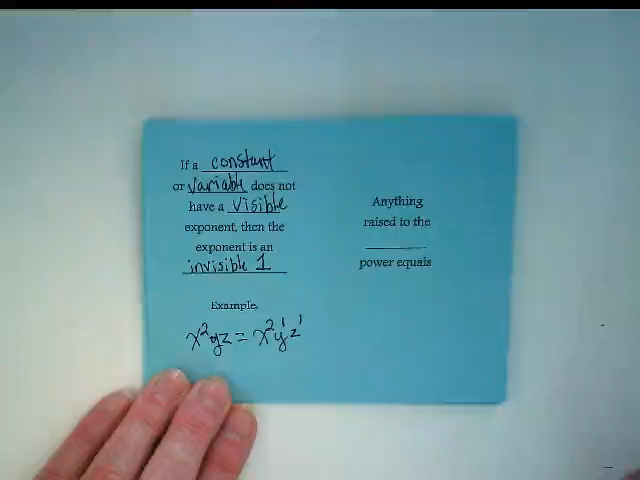 If a constant
or variable does not
have a visible
exponent, then the
exponent is an
invisible 1
Example.
x²yz = x²y¹z¹
Anything
raised to the
power equals